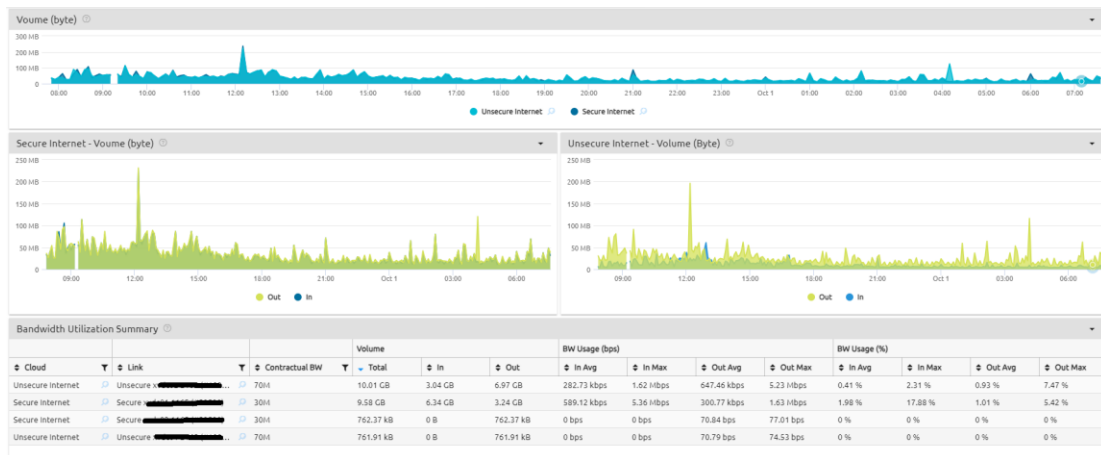 Voume (byte)
300 MB
200 MB
100 MB
0
08:00 09:00 10:00 11:00 12:00 13:00 14:00 15:00 16:00 17:00 18:00 19:00 20:00 21:00 22:00 23:00 Oct 1 01:00 02:00 03:00 04:00 05:00 06:00 07:00
Unsecure Internet Secure Internet
Secure Internet - Voume (byte)
250 MB
200 MB
150 MB
100 MB
50 MB
0
09:00 12:00 15:00 18:00 21:00 Oct 1 03:00 06:00
Out In
Unsecure Internet - Volume (Byte)
250 MB
200 MB
150 MB
100 MB
50 MB
0
09:00 12:00 15:00 18:00 21:00 Oct 1 03:00 06:00
Out In
Bandwidth Utilization Summary
Volume BW Usage (bps) BW Usage (%)
Cloud Link Contractual BW Total In Out In Avg In Max Out Avg Out Max In Avg In Max Out Avg Out Max
Unsecure Internet Unsecure 70M 10.01 GB 3.04 GB 6.97 GB 282.73 kbps 1.62 Mbps 647.46 kbps 5.23 Mbps 0.41 % 2.31 % 0.93 % 7.47 %
Secure Internet Secure 30M 9.58 GB 6.34 GB 3.24 GB 589.12 kbps 5.36 Mbps 300.77 kbps 1.63 Mbps 1.98 % 17.88 % 1.01 % 5.42 %
Secure Internet Secure 30M 762.37 kB 0 B 762.37 kB 0 bps 0 bps 70.84 bps 77.01 bps 0 % 0 % 0 % 0 %
Unsecure Internet Unsecure 70M 761.91 kB 0 B 761.91 kB 0 bps 0 bps 70.79 bps 74.53 bps 0 % 0 % 0 % 0 %